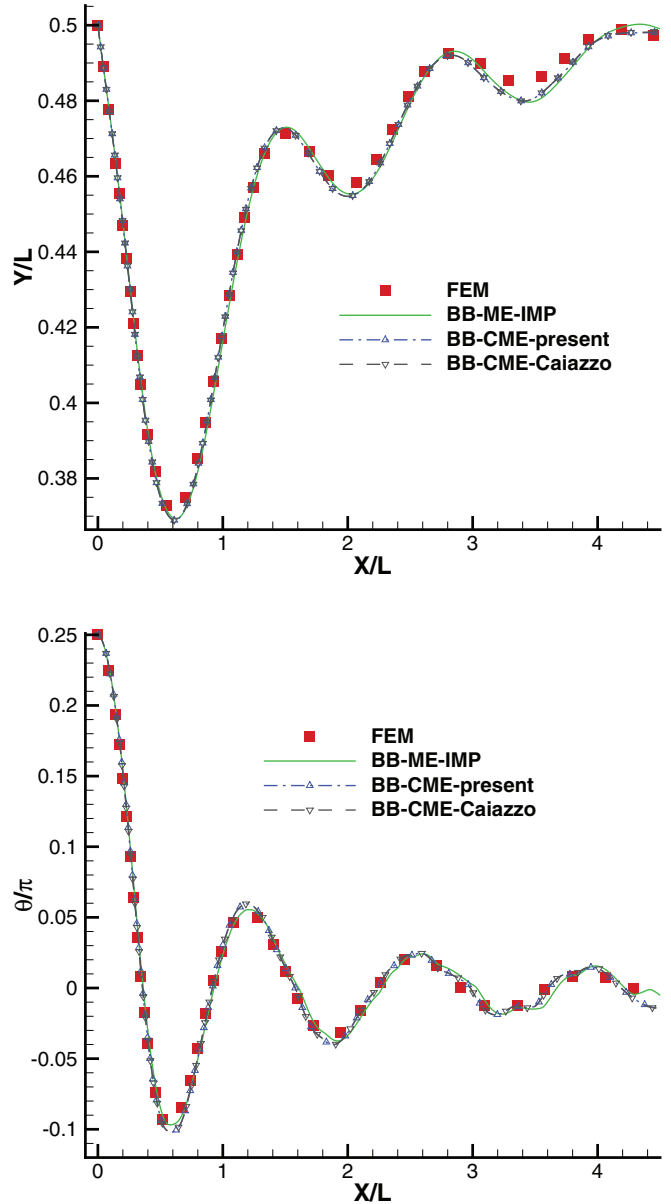 0.5
0.48
0.46
0.44
0.42
0.4
0.38
Y/L
FEM
BB-ME-IMP
BB-CME-present
BB-CME-Caiazzo
0 1 2 3 4
X/L
0.25
0.2
0.15
0.1
0.05
0
-0.05
-0.1
θ/π
FEM
BB-ME-IMP
BB-CME-present
BB-CME-Caiazzo
0 1 2 3 4
X/L